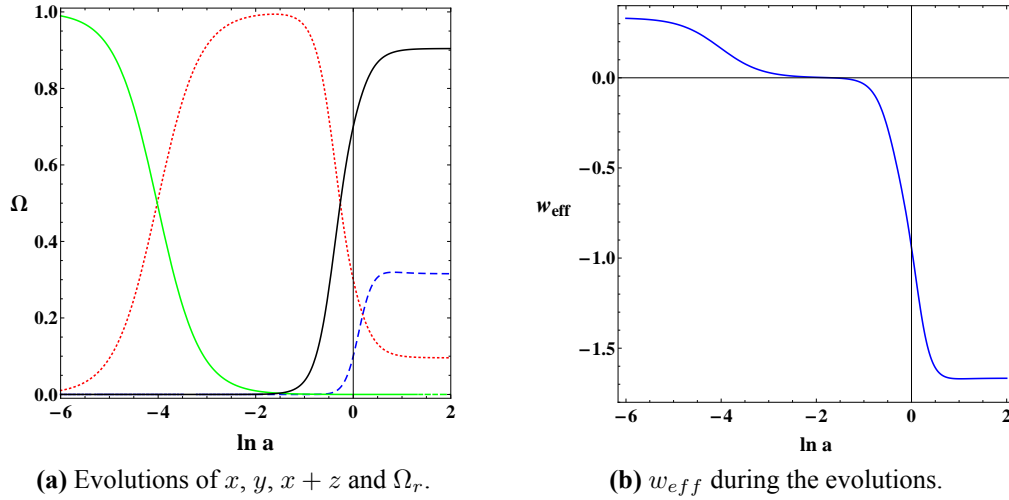 1.0
0.8
0.6
Ω
0.4
0.2
0.0
-6 -4 -2 0 2
ln a
(a) Evolutions of x, y, x + z and Ωr.
0.0
-0.5
weff
-1.0
-1.5
-6 -4 -2 0 2
ln a
(b) weff during the evolutions.